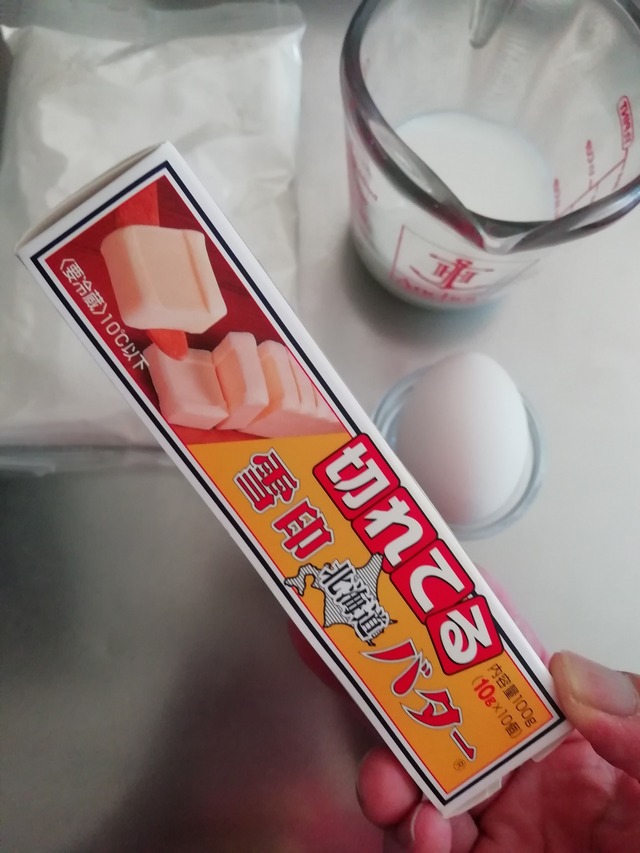 〈要冷蔵〉10℃以下
切れてる
雪印
北海道
バター
内容量100g
(10g×10個)